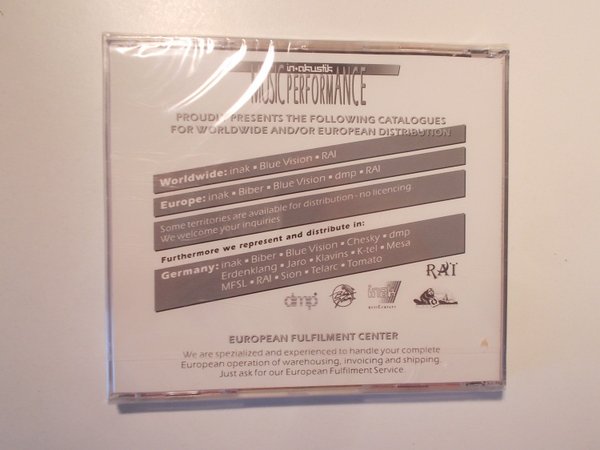 in-akustik
MUSIC PERFORMANCE
PROUDLY PRESENTS THE FOLLOWING CATALOGUES
FOR WORLDWIDE AND/OR EUROPEAN DISTRIBUTION
Worldwide: inak • Blue Vision • RAI
Europe: inak • Biber • Blue Vision • dmp • RAI
Some territories are available for distribution - no licencing.
We welcome your inquiries
Furthermore we represent and distribute in:
Germany: inak • Biber • Blue Vision • Chesky • dmp
Erdenklang • Jaro • Klavins • K-tel • Mesa
MFSL • RAI • Sion • Telarc • Tomato
dmp
inak
RAÏ
EUROPEAN FULFILMENT CENTER
We are spezialized and experienced to handle your complete
European operation of warehousing, invoicing and shipping.
Just ask for our European Fulfilment Service.